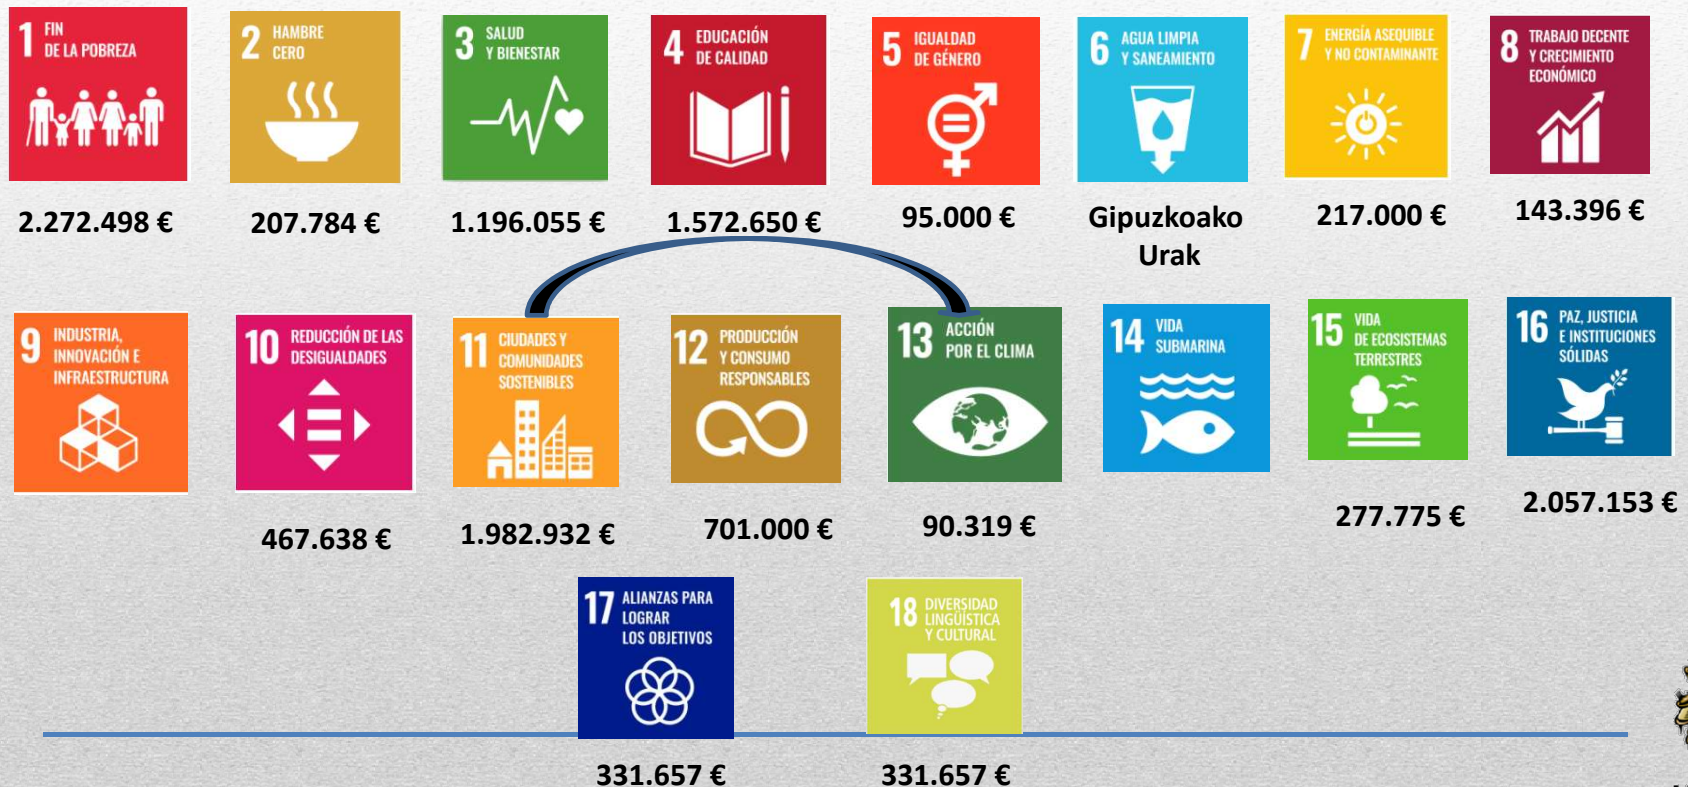 1 FIN
DE LA POBREZA
2.272.498 €
2 HAMBRE
CERO
207.784 €
3 SALUD
Y BIENESTAR
1.196.055 €
4 EDUCACIÓN
DE CALIDAD
1.572.650 €
5 IGUALDAD
DE GÉNERO
95.000 €
6 AGUA LIMPIA
Y SANEAMIENTO
Gipuzkoako
Urak
7 ENERGÍA ASEQUIBLE
Y NO CONTAMINANTE
217.000 €
8 TRABAJO DECENTE
Y CRECIMIENTO
ECONÓMICO
143.396 €
9 INDUSTRIA,
INNOVACIÓN E
INFRAESTRUCTURA
10 REDUCCIÓN DE LAS
DESIGUALDADES
467.638 €
11 CIUDADES Y
COMUNIDADES
SOSTENIBLES
1.982.932 €
12 PRODUCCIÓN
Y CONSUMO
RESPONSABLES
701.000 €
13 ACCIÓN
POR EL CLIMA
90.319 €
14 VIDA
SUBMARINA
15 VIDA
DE ECOSISTEMAS
TERRESTRES
277.775 €
16 PAZ, JUSTICIA
E INSTITUCIONES
SÓLIDAS
2.057.153 €
17 ALIANZAS PARA
LOGRAR
LOS OBJETIVOS
331.657 €
18 DIVERSIDAD
LINGÜÍSTICA
Y CULTURAL
331.657 €